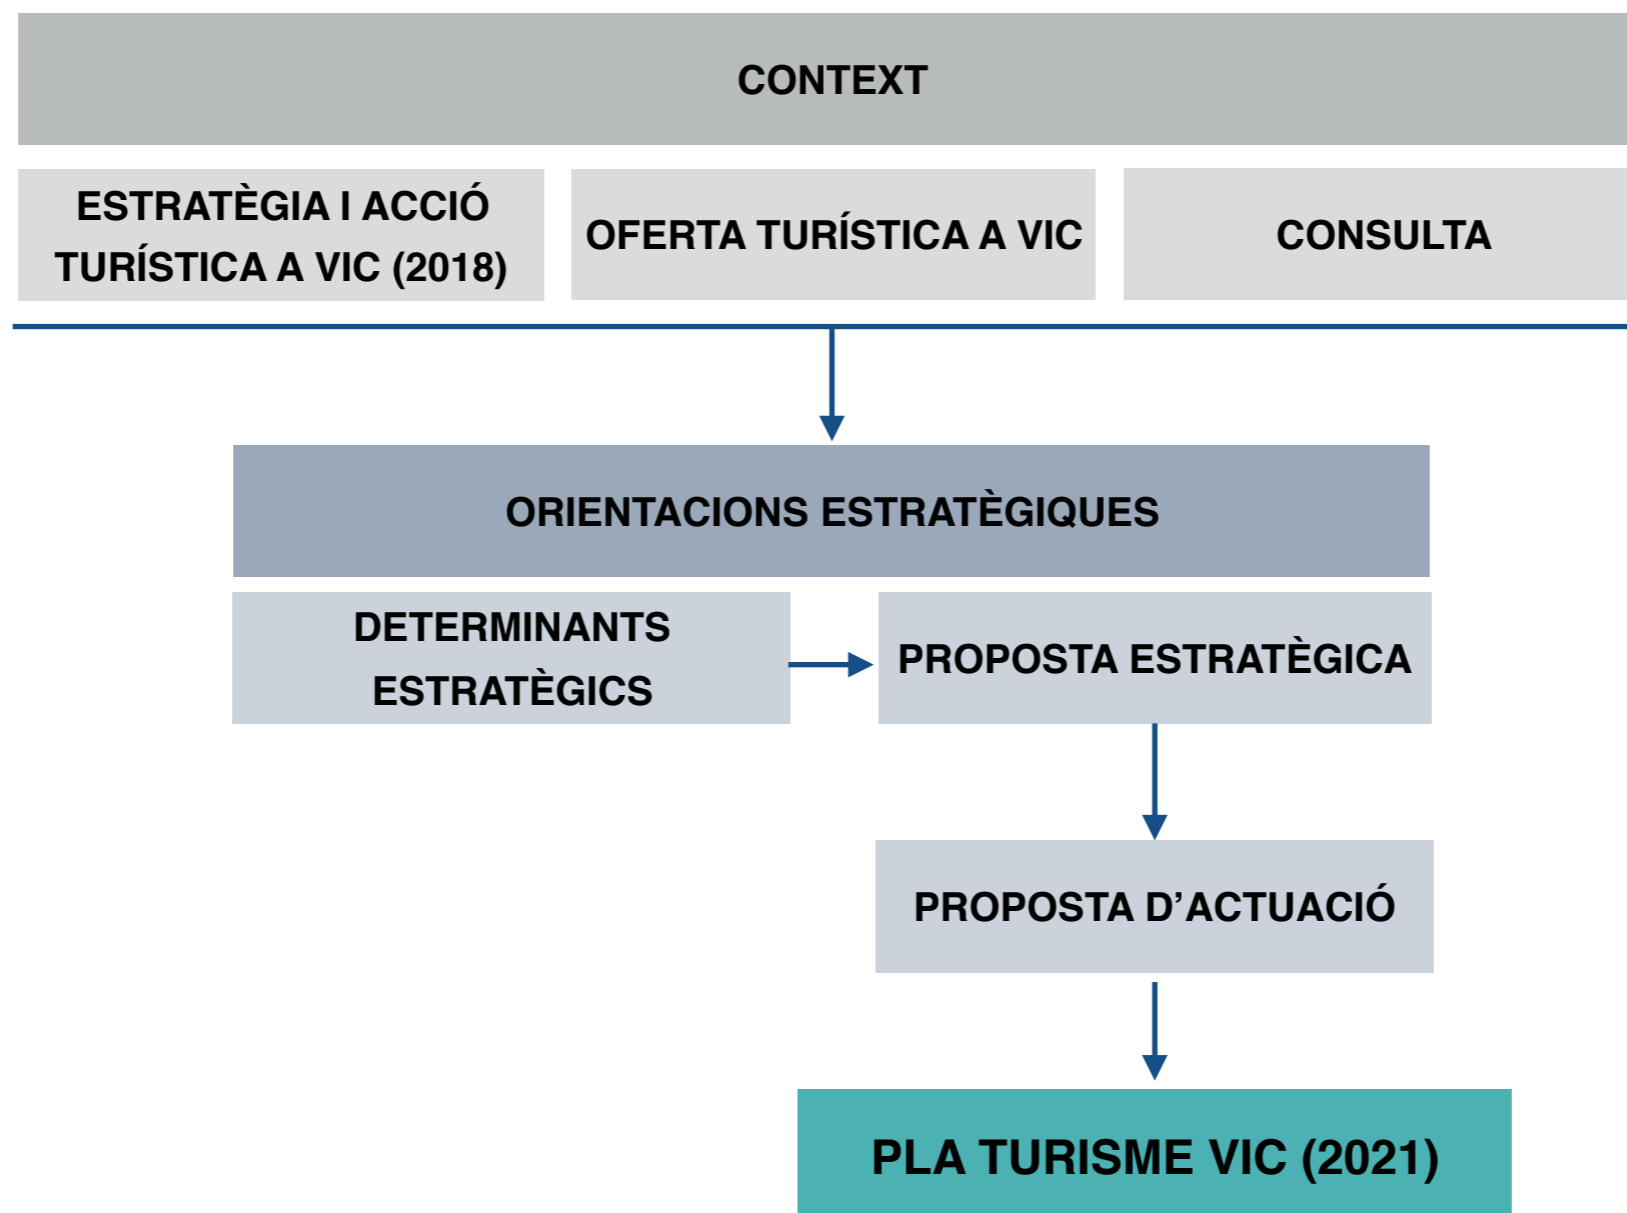 CONTEXT
ESTRATÈGIA I ACCIÓ
TURÍSTICA A VIC (2018)
OFERTA TURÍSTICA A VIC
CONSULTA
ORIENTACIONS ESTRATÈGIQUES
DETERMINANTS
ESTRATÈGICS
PROPOSTA ESTRATÈGICA
PROPOSTA D’ACTUACIÓ
PLA TURISME VIC (2021)